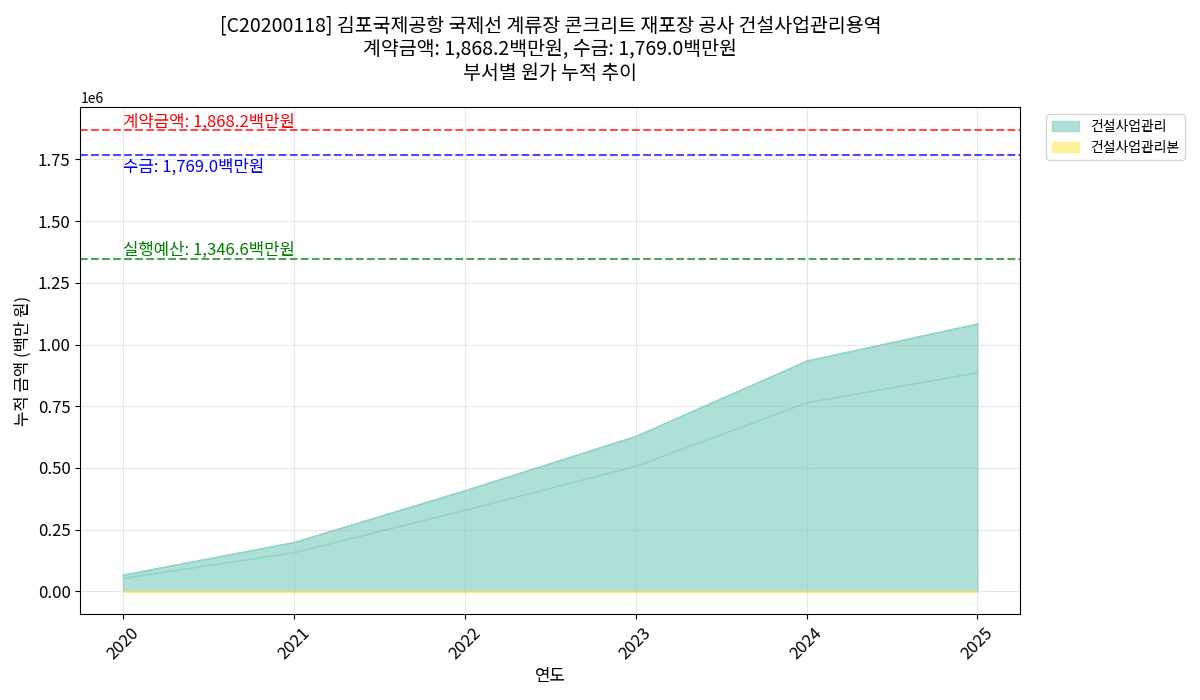 [C20200118] 김포국제공항 국제선 계류장 콘크리트 재포장 공사 건설사업관리용역
계약금액: 1,868.2백만원, 수금: 1,769.0백만원
부서별 원가 누적 추이
1e6
계약금액: 1,868.2백만원
수금: 1,769.0백만원
실행예산: 1,346.6백만원
건설사업관리
건설사업관리본
1.75
1.50
1.25
1.00
0.75
0.50
0.25
0.00
누적 금액 (백만 원)
2020
2021
2022
2023
2024
2025
연도